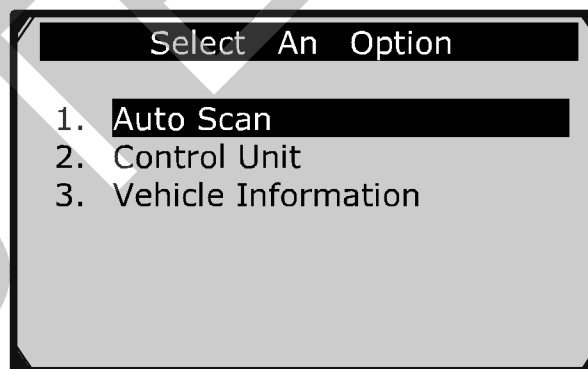 Select An Option
1. Auto Scan
2. Control Unit
3. Vehicle Information